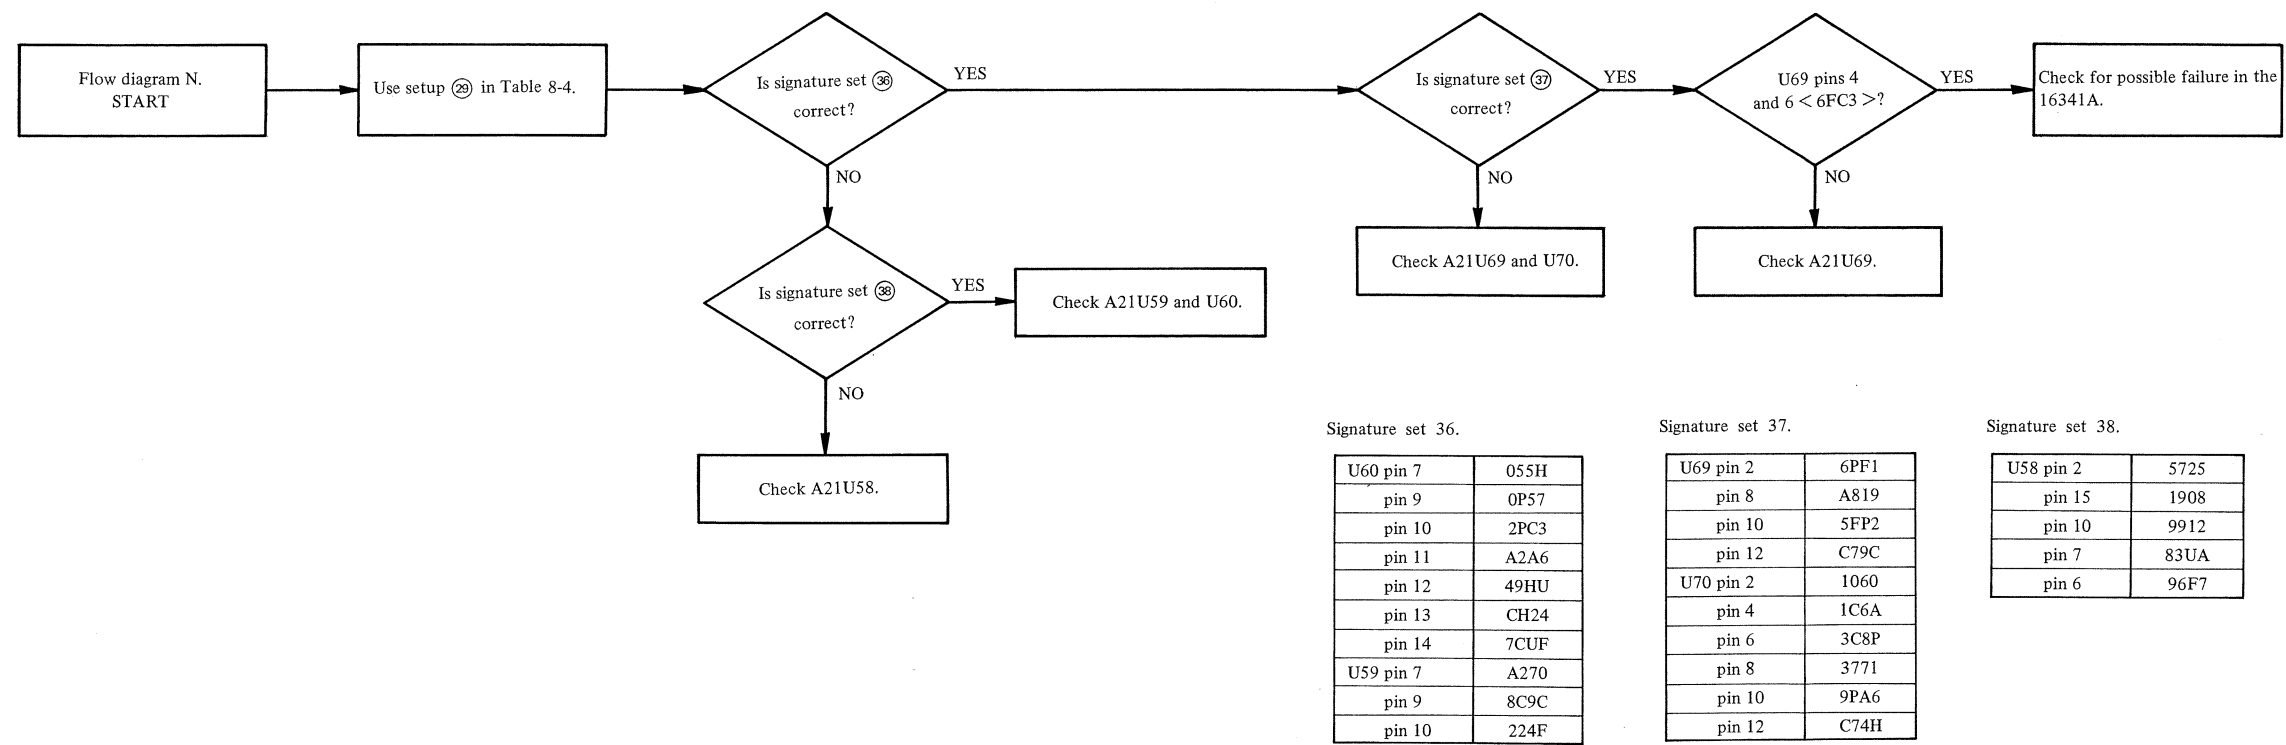 Flow diagram N.
START
Use setup ㉙ in Table 8-4.
Is signature set ㊱
correct?
YES
NO
Is signature set ㊲
correct?
YES
NO
U69 pins 4
and 6 < 6FC3 >?
YES
NO
Check for possible failure in the
16341A.
Is signature set ㊳
correct?
YES
NO
Check A21U59 and U60.
Check A21U69 and U70.
Check A21U69.
Check A21U58.
Signature set 36.
U60 pin 7 055H
pin 9 0P57
pin 10 2PC3
pin 11 A2A6
pin 12 49HU
pin 13 CH24
pin 14 7CUF
U59 pin 7 A270
pin 9 8C9C
pin 10 224F
Signature set 37.
U69 pin 2 6PF1
pin 8 A819
pin 10 5FP2
pin 12 C79C
U70 pin 2 1060
pin 4 1C6A
pin 6 3C8P
pin 8 3771
pin 10 9PA6
pin 12 C74H
Signature set 38.
U58 pin 2 5725
pin 15 1908
pin 10 9912
pin 7 83UA
pin 6 96F7